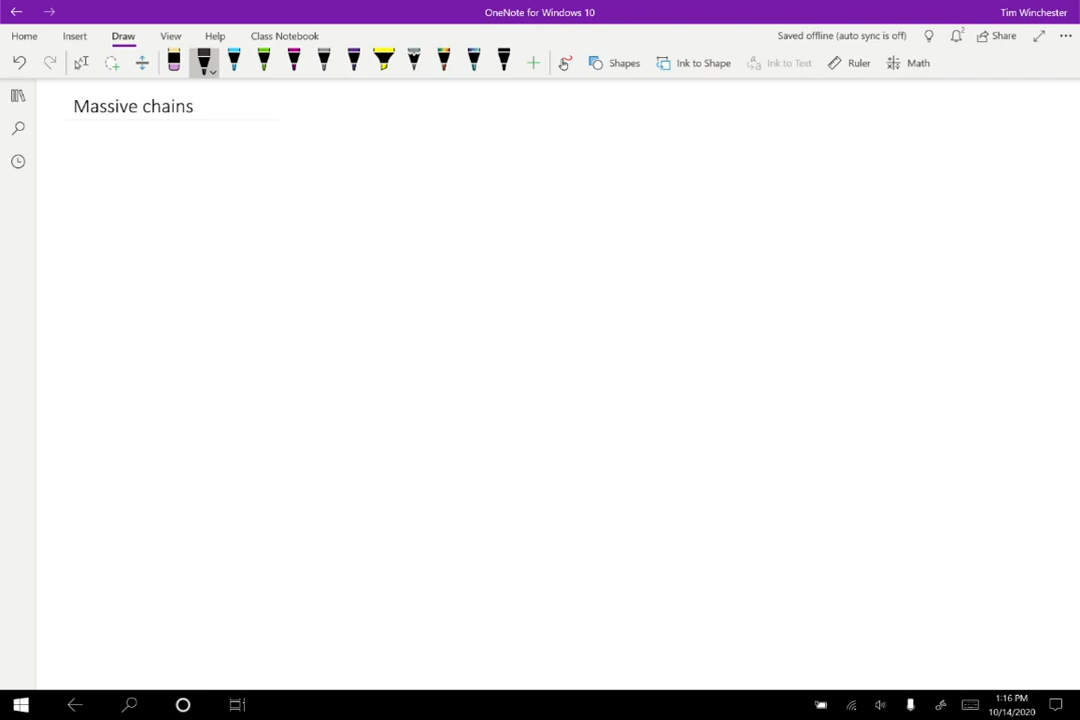 OneNote for Windows 10
Tim Winchester
Home Insert Draw View Help Class Notebook
Saved offline (auto sync is off)
Share
Shapes
Ink to Shape
Ink to Text
Ruler
Math
Massive chains
1:16 PM
10/14/2020